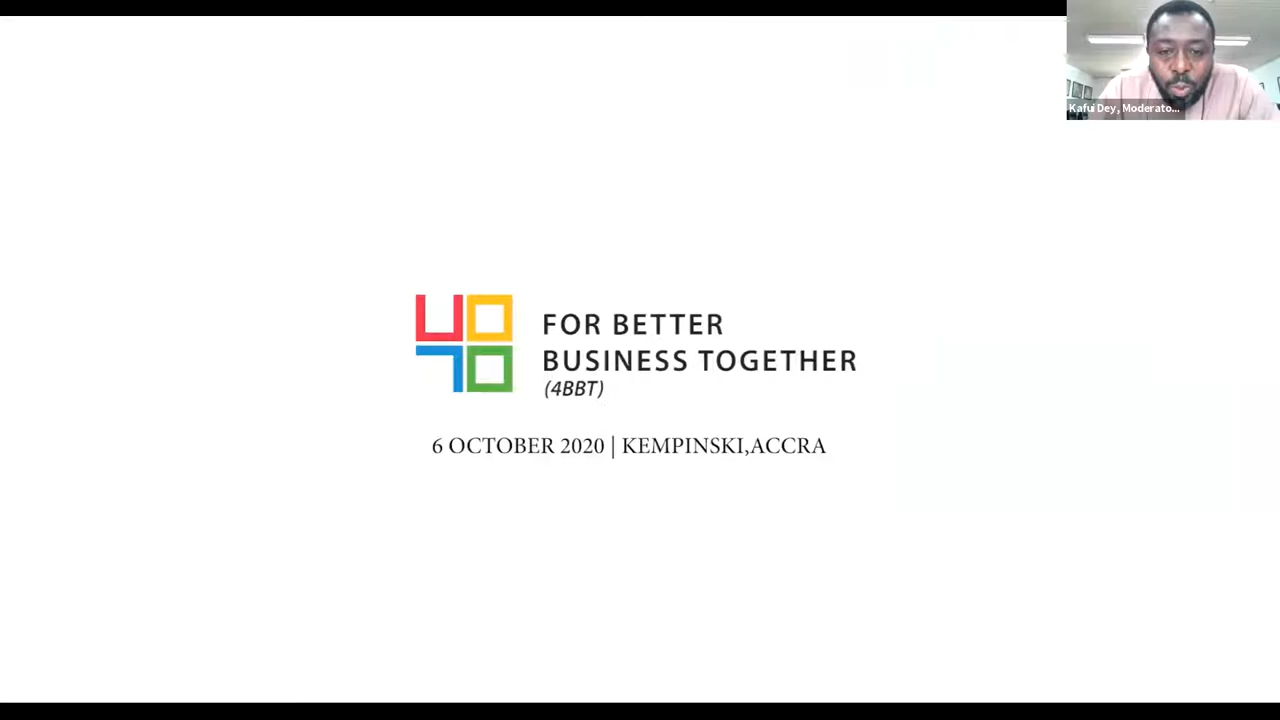 Kafui Dey, Moderato...
FOR BETTER
BUSINESS TOGETHER
(4BBT)
6 OCTOBER 2020 | KEMPINSKI,ACCRA